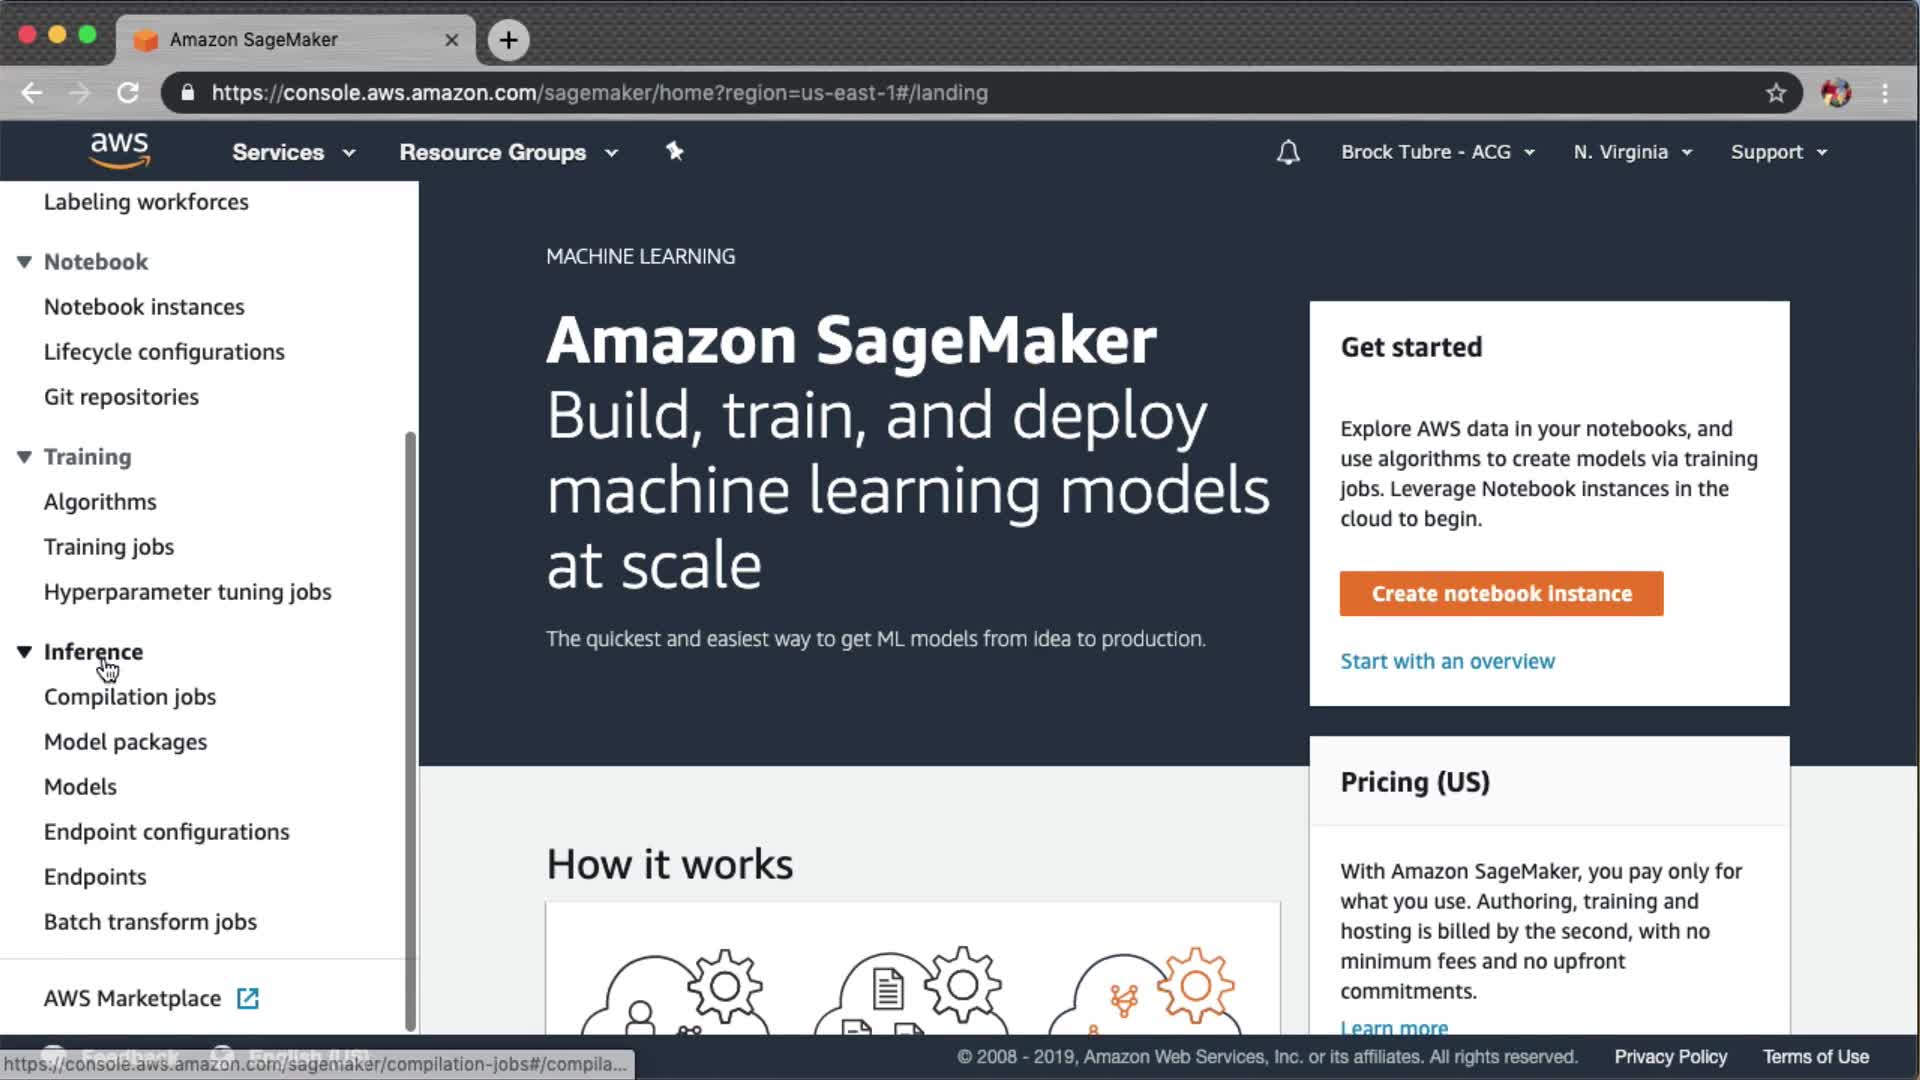 Amazon SageMaker
https://console.aws.amazon.com/sagemaker/home?region=us-east-1#/landing
aws
Services
Resource Groups
Brock Tubre - ACG
N. Virginia
Support
Labeling workforces
Notebook
Notebook instances
Lifecycle configurations
Git repositories
Training
Algorithms
Training jobs
Hyperparameter tuning jobs
Inference
Compilation jobs
Model packages
Models
Endpoint configurations
Endpoints
Batch transform jobs
AWS Marketplace
MACHINE LEARNING
Amazon SageMaker
Build, train, and deploy
machine learning models
at scale
The quickest and easiest way to get ML models from idea to production.
Get started
Explore AWS data in your notebooks, and
use algorithms to create models via training
jobs. Leverage Notebook instances in the
cloud to begin.
Create notebook instance
Start with an overview
Pricing (US)
With Amazon SageMaker, you pay only for
what you use. Authoring, training and
hosting is billed by the second, with no
minimum fees and no upfront
commitments.
Learn more
How it works
Feedback
English (US)
https://console.aws.amazon.com/sagemaker/compilation-jobs#/compila...
© 2008 - 2019, Amazon Web Services, Inc. or its affiliates. All rights reserved.
Privacy Policy
Terms of Use